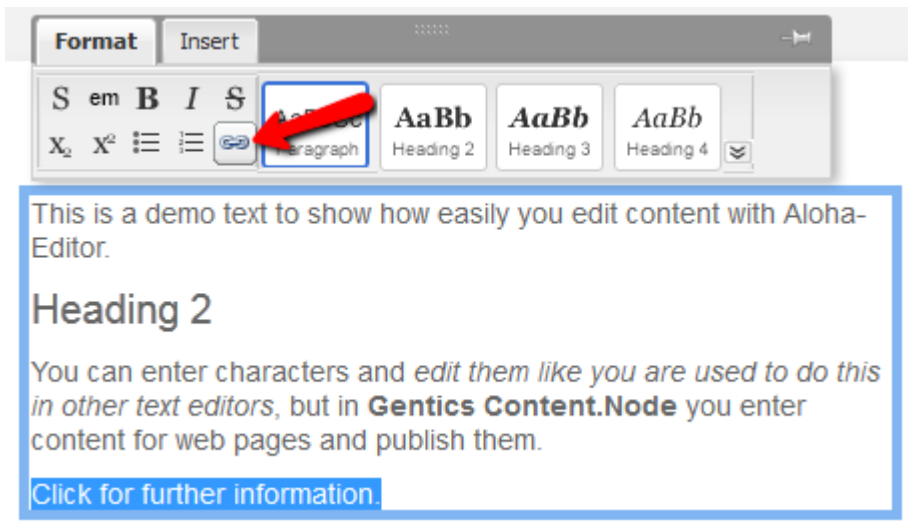 Format Insert
S em B I S
AaBb AaBb AaBb
X₂ X² Paragraph Heading 2 Heading 3 Heading 4
This is a demo text to show how easily you edit content with Aloha-
Editor.
Heading 2
You can enter characters and edit them like you are used to do this
in other text editors, but in Gentics Content.Node you enter
content for web pages and publish them.
Click for further information.